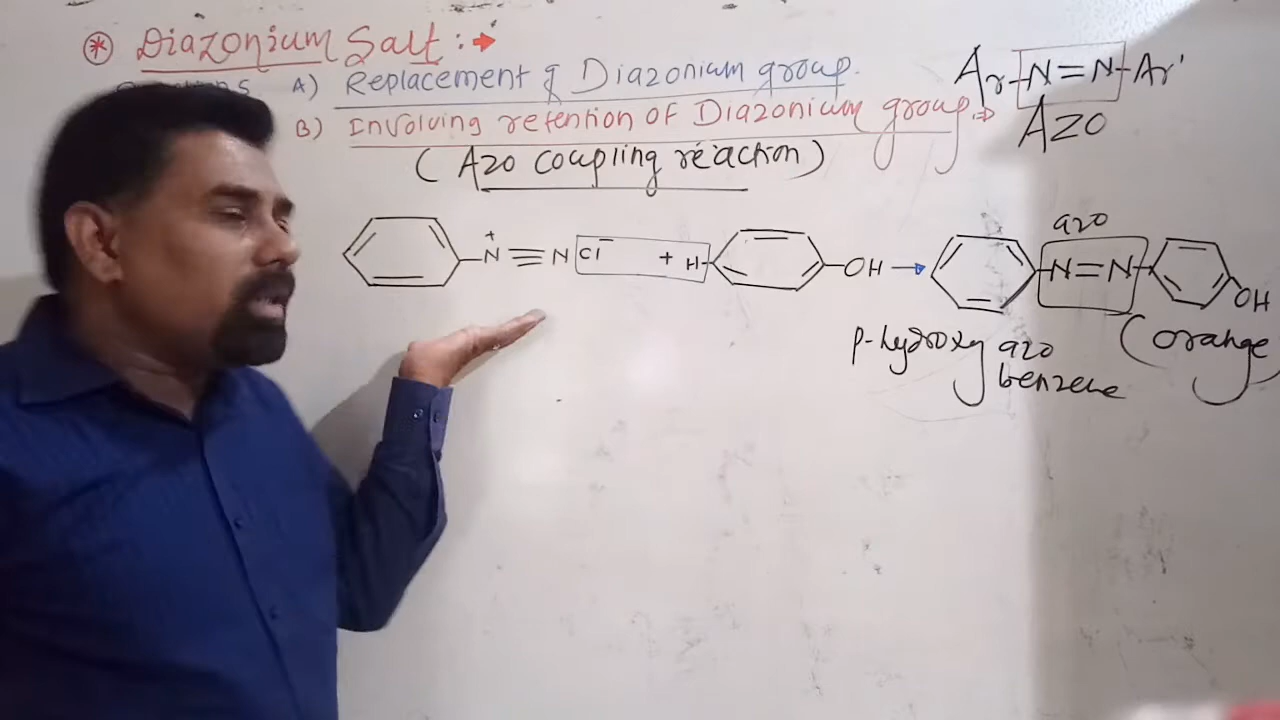 * Diazonium Salt :→
A) Replacement of Diazonium group.
B) Involving retention of Diazonium group ⇒
(Azo coupling reaction)
Ar-N=N-Ar'
Azo
N⁺≡N Cl⁻ + H- -OH →
azo
-N=N-
OH
p-hydroxy azo
benzene
(orange